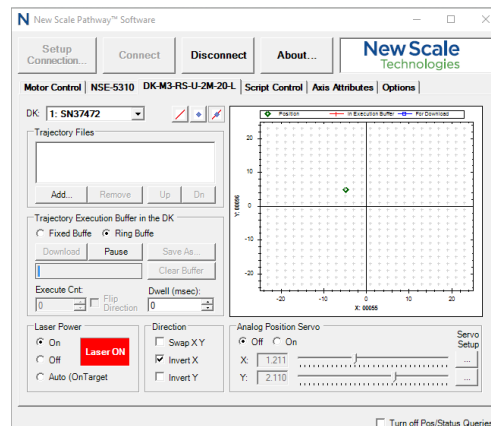 N New Scale Pathway™ Software
Setup Connection... Connect Disconnect About... New Scale Technologies
Motor Control NSE-5310 DK-M3-RS-U-2M-20-L Script Control Axis Attributes Options
DK: 1: SN37472
Trajectory Files
Add... Remove Up Dn
Trajectory Execution Buffer in the DK
Fixed Buffe Ring Buffe
Download Pause Save As...
Clear Buffer
Execute Cnt: Flip Direction Dwell (msec):
0 0
Position In Execution Buffer For Download
20
10
0
-10
-20
Y: 00096
-20 -10 0 10 20
X: 00055
Laser Power
On
Off
Auto (OnTarget
Laser ON
Direction
Swap X Y
Invert X
Invert Y
Analog Position Servo
Off On
X: 1.211
Y: 2.110
Servo Setup
...
...
Turn off Pos/Status Queries